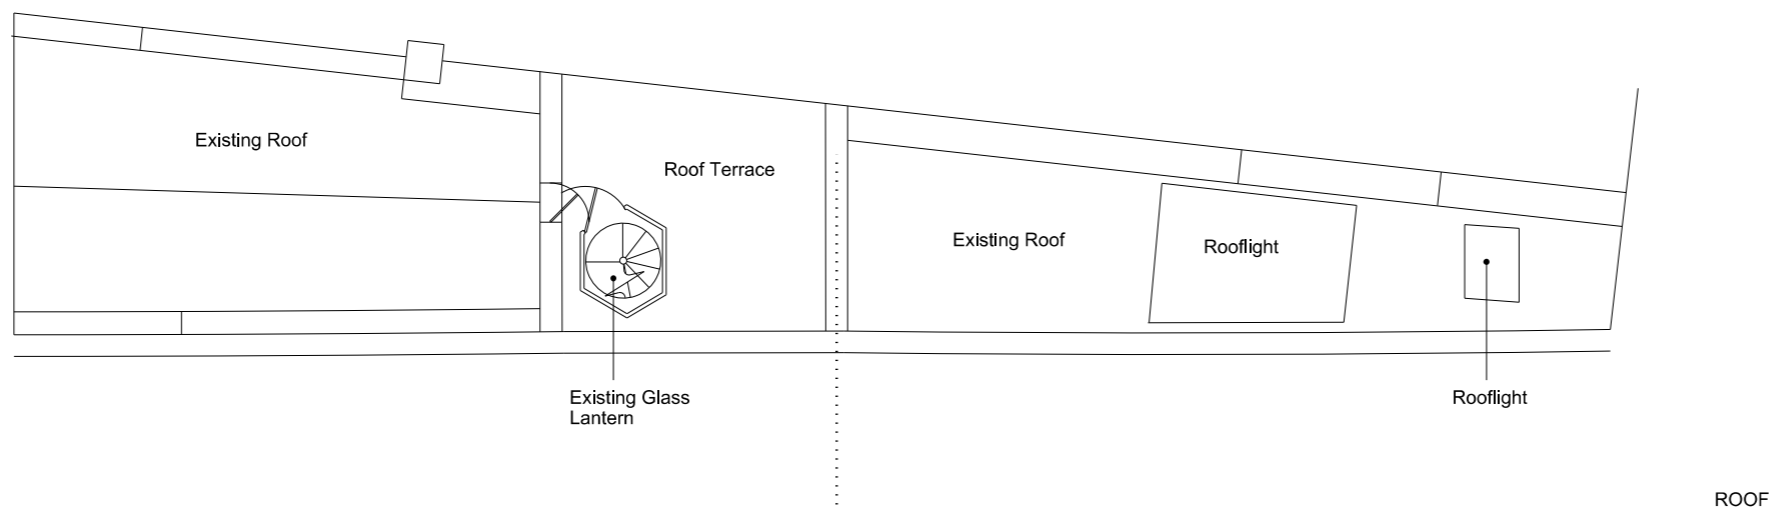 Existing Roof
Roof Terrace
Existing Roof
Rooflight
Existing Glass
Lantern
Rooflight
ROOF